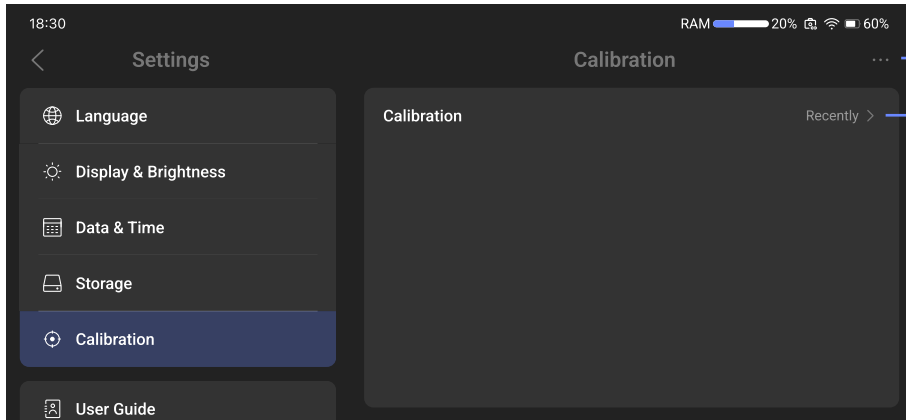 18:30
RAM 20% 60%
Settings
Calibration
...
Language
Display & Brightness
Data & Time
Storage
Calibration
User Guide
Calibration
Recently